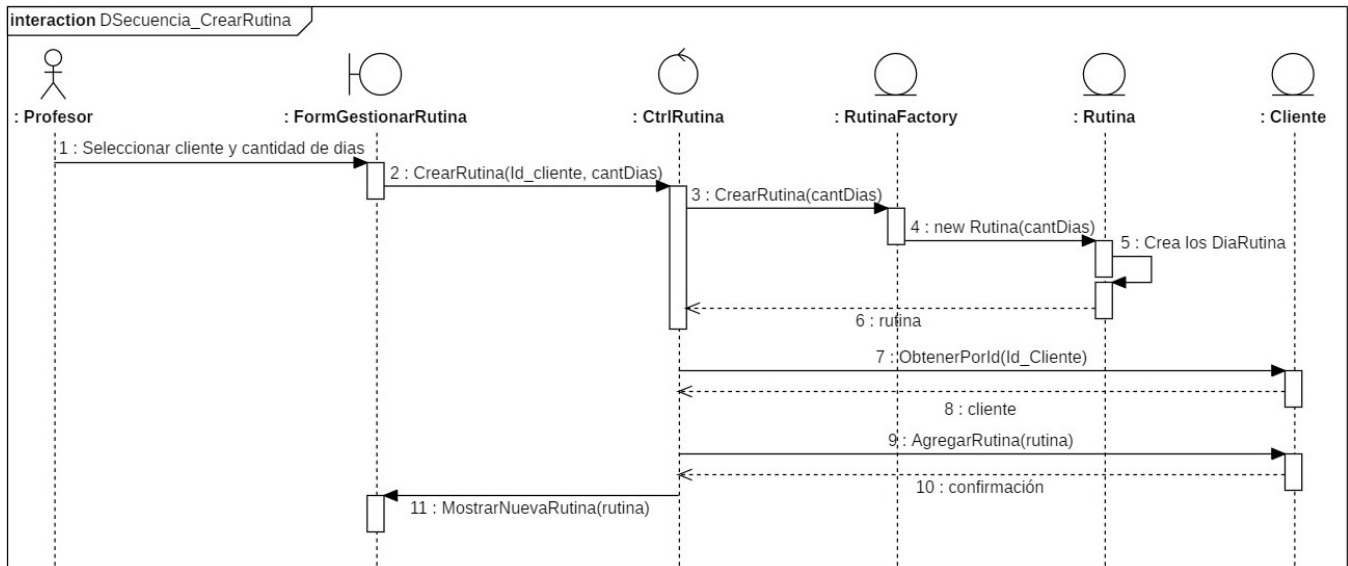 interaction DSecuencia_CrearRutina
: Profesor
: FormGestionarRutina
: CtrlRutina
: RutinaFactory
: Rutina
: Cliente
1 : Seleccionar cliente y cantidad de dias
2 : CrearRutina(Id_cliente, cantDias)
3 : CrearRutina(cantDias)
4 : new Rutina(cantDias)
5 : Crea los DiaRutina
6 : rutina
7 : ObtenerPorId(Id_Cliente)
8 : cliente
9 : AgregarRutina(rutina)
10 : confirmación
11 : MostrarNuevaRutina(rutina)